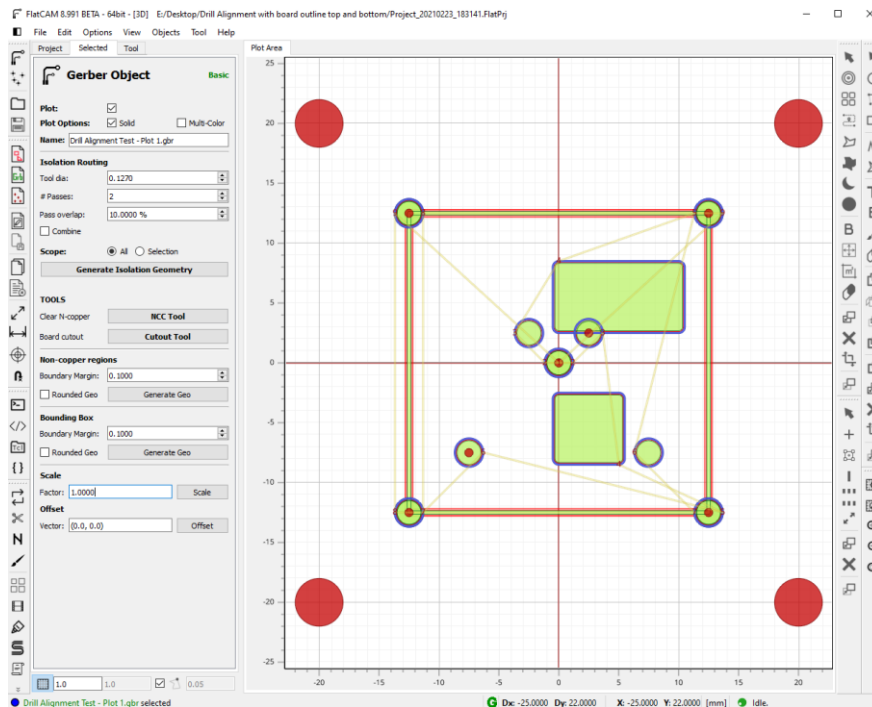 FlatCAM 8.991 BETA - 64bit - [3D]    E:/Desktop/Drill Alignment with board outline top and bottom/Project_20210223_183141.FlatPrj
File Edit Options View Objects Tool Help
Project Selected Tool
Plot Area
Gerber Object Basic
Plot:
Plot Options: Solid Multi-Color
Name: Drill Alignment Test - Plot 1.gbr
Isolation Routing
Tool dia: 0.1270
# Passes: 2
Pass overlap: 10.0000 %
Combine
Scope: All Selection
Generate Isolation Geometry
TOOLS
Clear N-copper NCC Tool
Board cutout Cutout Tool
Non-copper regions
Boundary Margin: 0.1000
Rounded Geo Generate Geo
Bounding Box
Boundary Margin: 0.1000
Rounded Geo Generate Geo
Scale
Factor: 1.0000 Scale
Offset
Vector: (0.0, 0.0) Offset
25
20
15
10
5
0
-5
-10
-15
-20
-25
-20 -15 -10 -5 0 5 10 15 20
1.0 1.0 0.05
Drill Alignment Test - Plot 1.gbr selected
G Dx: -25.0000 Dy: 22.0000 X: -25.0000 Y: 22.0000 [mm] Idle.